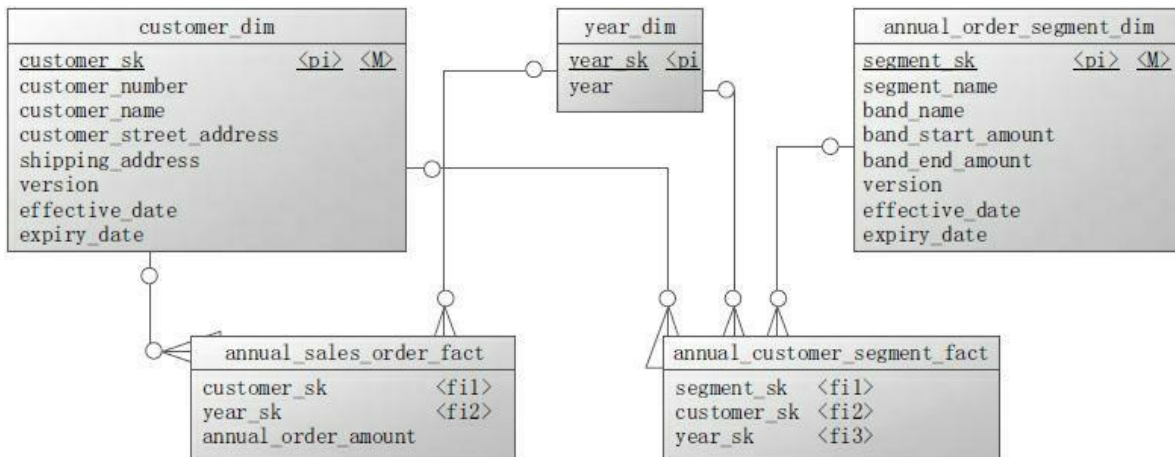 customer_dim
customer_sk <pi> <M>
customer_number
customer_name
customer_street_address
shipping_address
version
effective_date
expiry_date
year_dim
year_sk <pi
year
annual_order_segment_dim
segment_sk <pi> <M>
segment_name
band_name
band_start_amount
band_end_amount
version
effective_date
expiry_date
annual_sales_order_fact
customer_sk <fi1>
year_sk <fi2>
annual_order_amount
annual_customer_segment_fact
segment_sk <fi1>
customer_sk <fi2>
year_sk <fi3>